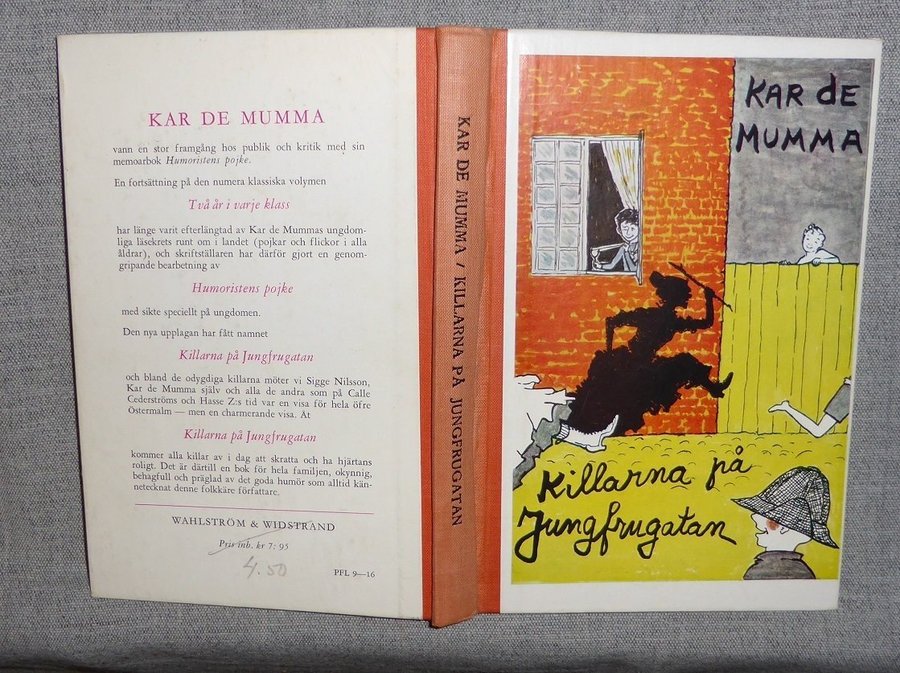 KAR DE MUMMA
vann en stor framgång hos publik och kritik med sin
memoarbok Humoristens pojke.
En fortsättning på den numera klassiska volymen
Två år i varje klass
har länge varit efterlängtad av Kar de Mummas ungdom-
liga läsekrets runt om i landet (pojkar och flickor i alla
åldrar), och skriftställaren har därför gjort en genom-
gripande bearbetning av
Humoristens pojke
med sikte speciellt på ungdomen.
Den nya upplagan har fått namnet
Killarna på Jungfrugatan
och bland de odygdiga killarna möter vi Sigge Nilsson,
Kar de Mumma själv och alla de andra som på Calle
Cederströms och Hasse Z:s tid var en visa för hela öfre
Östermalm — men en charmerande visa. Åt
Killarna på Jungfrugatan
kommer alla killar av i dag att skratta och ha hjärtans
roligt. Det är därtill en bok för hela familjen, okynnig,
behagfull och präglad av det goda humör som alltid kän-
netecknat denne folkkäre författare.
WAHLSTRÖM & WIDSTRAND
Pris inb. kr 7:95
4.50
PFL 9—16
KAR DE MUMMA / KILLARNA PÅ JUNGFRUGATAN
KAR dE
MUMMA
Killarna på
Jungfrugatan